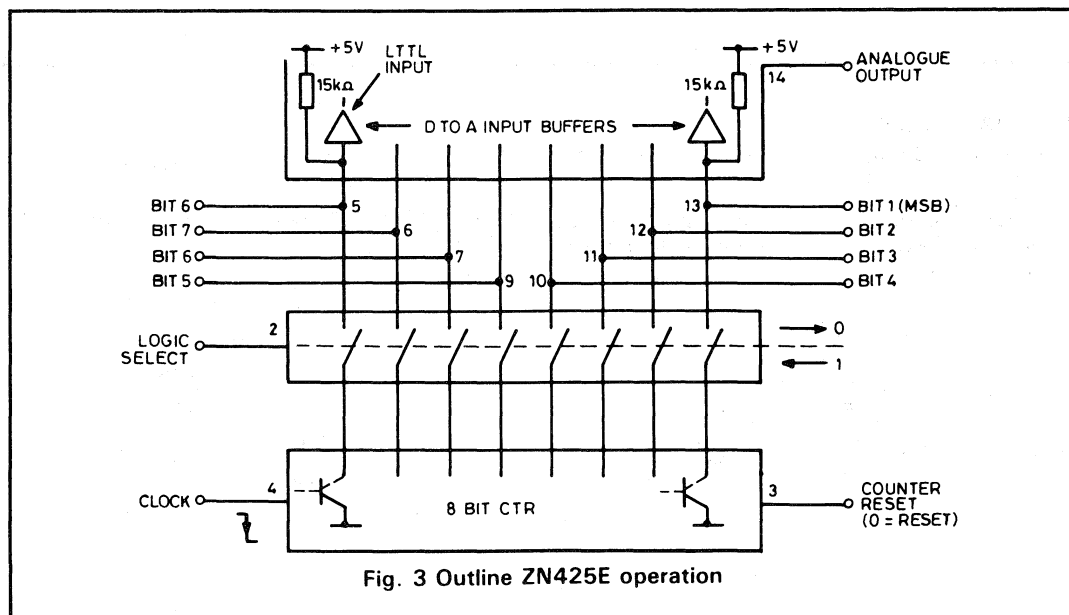 +5V
LTTL
INPUT
15kΩ
+5V
14
ANALOGUE
OUTPUT
15kΩ
D TO A INPUT BUFFERS
BIT 6
5
13
BIT 1 (MSB)
BIT 7
6
12
BIT 2
BIT 6
7
11
BIT 3
BIT 5
9
10
BIT 4
LOGIC
SELECT
2
0
1
CLOCK
4
8 BIT CTR
3
COUNTER
RESET
(0 = RESET)
Fig. 3 Outline ZN425E operation